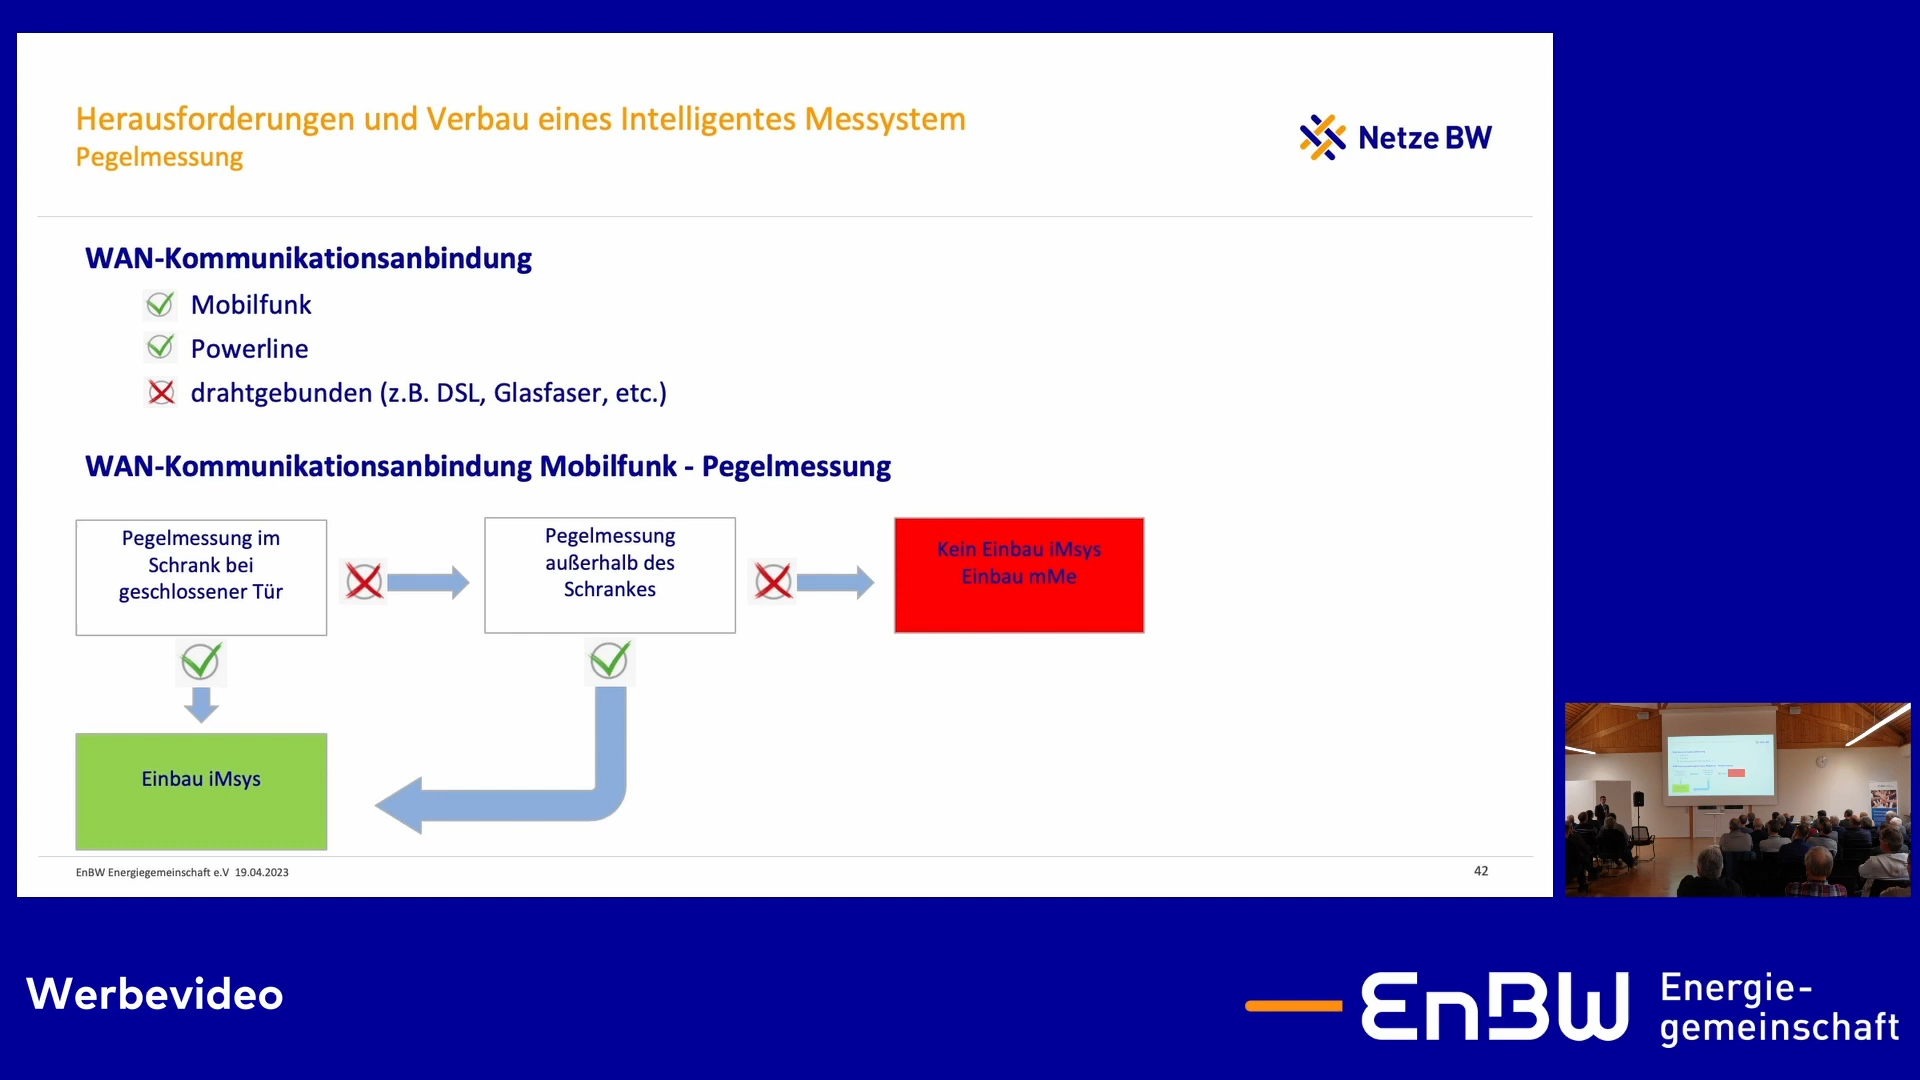 Herausforderungen und Verbau eines Intelligentes Messystem
Pegelmessung
Netze BW
WAN-Kommunikationsanbindung
Mobilfunk
Powerline
drahtgebunden (z.B. DSL, Glasfaser, etc.)
WAN-Kommunikationsanbindung Mobilfunk - Pegelmessung
Pegelmessung im
Schrank bei
geschlossener Tür
Pegelmessung
außerhalb des
Schrankes
Kein Einbau iMsys
Einbau mMe
Einbau iMsys
EnBW Energiegemeinschaft e.V 19.04.2023
42
Werbevideo
EnBW
Energie-
gemeinschaft